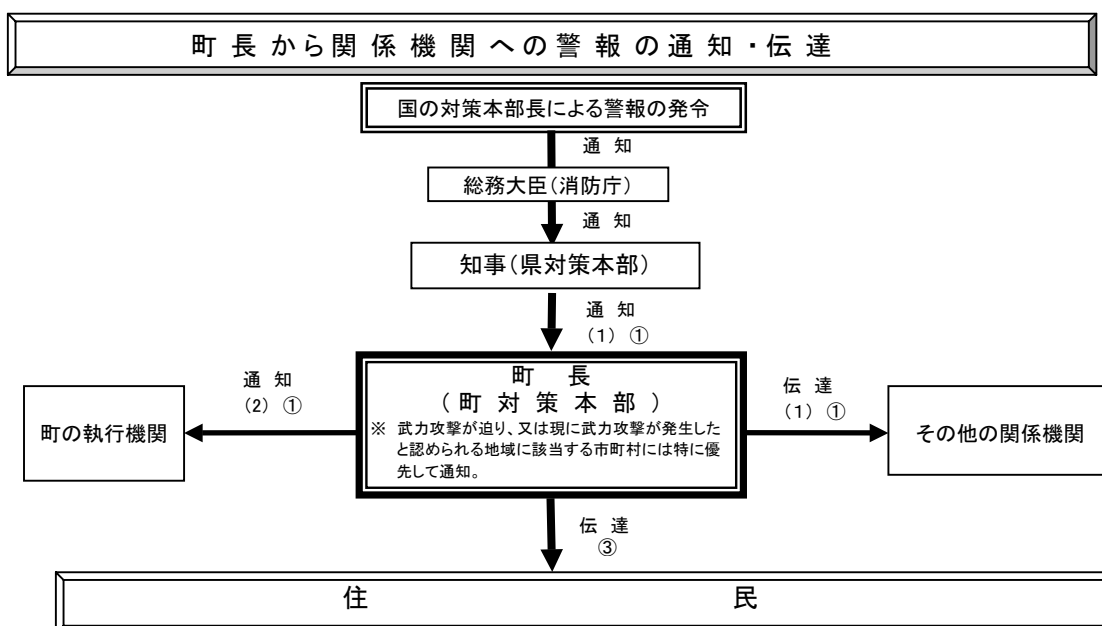 町長から関係機関への警報の通知・伝達
国の対策本部長による警報の発令
通知
総務大臣(消防庁)
通知
知事(県対策本部)
通知
(1)①
町長
(町対策本部)
※ 武力攻撃が迫り、又は現に武力攻撃が発生した
と認められる地域に該当する市町村には特に優
先して通知。
通知
(2)①
町の執行機関
伝達
(1)①
その他の関係機関
伝達
③
住民